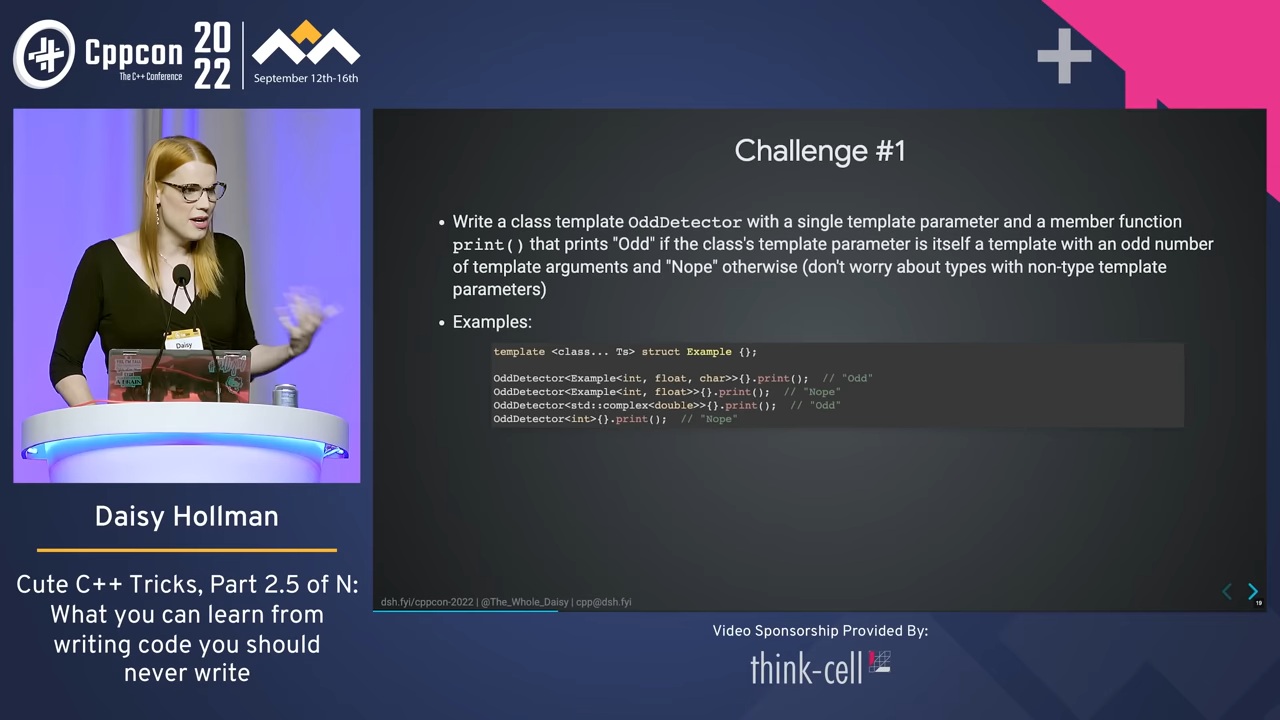 Cppcon
The C++ Conference
20
22
September 12th-16th
Daisy
Daisy Hollman
Cute C++ Tricks, Part 2.5 of N:
What you can learn from
writing code you should
never write
Challenge #1
• Write a class template OddDetector with a single template parameter and a member function
print() that prints "Odd" if the class's template parameter is itself a template with an odd number
of template arguments and "Nope" otherwise (don't worry about types with non-type template
parameters)
• Examples:
template <class... Ts> struct Example {};
OddDetector<Example<int, float, char>>{}.print();  // "Odd"
OddDetector<Example<int, float>>{}.print();  // "Nope"
OddDetector<std::complex<double>>{}.print();  // "Odd"
OddDetector<int>{}.print();  // "Nope"
dsh.fyi/cppcon-2022 | @The_Whole_Daisy | cpp@dsh.fyi
19
Video Sponsorship Provided By:
think-cell